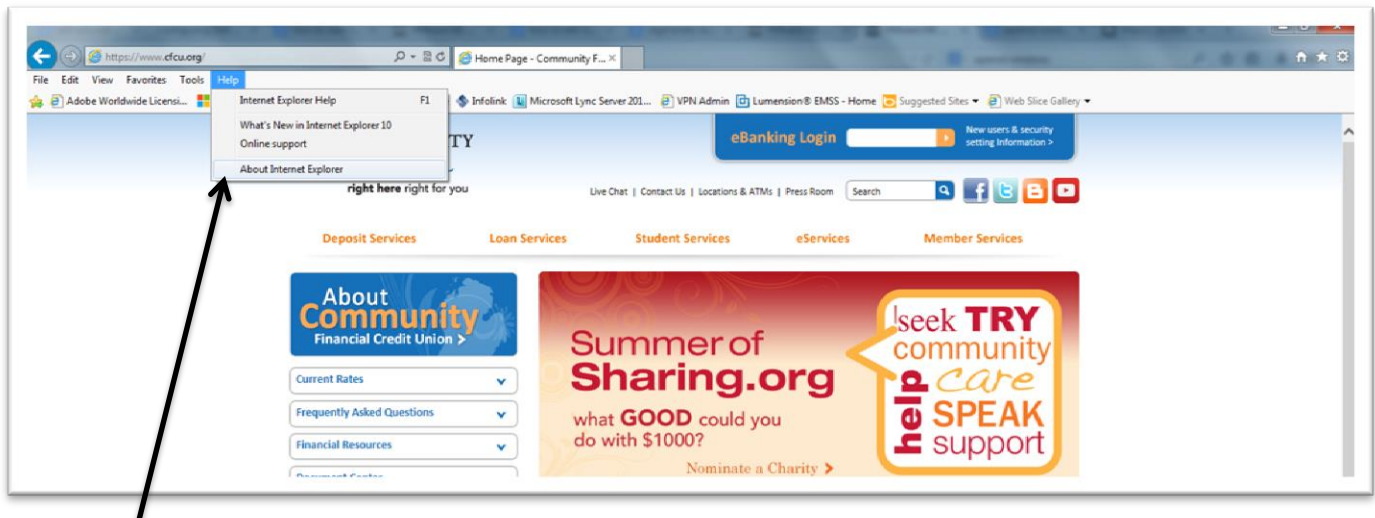 https://www.cfcu.org/
Home Page - Community F...
File Edit View Favorites Tools Help
Adobe Worldwide Licensi...
Infolink Microsoft Lync Server 201... VPN Admin Lumension® EMSS - Home Suggested Sites Web Slice Gallery
Internet Explorer Help F1
What's New in Internet Explorer 10
Online support
About Internet Explorer
TY
right here right for you
eBanking Login
New users & security
setting Information >
Live Chat | Contact Us | Locations & ATMs | Press Room Search
Deposit Services Loan Services Student Services eServices Member Services
About
Community
Financial Credit Union >
Current Rates
Frequently Asked Questions
Financial Resources
Document Center
Summer of
Sharing.org
what GOOD could you
do with $1000?
Nominate a Charity >
seek TRY
community
help care
SPEAK
support